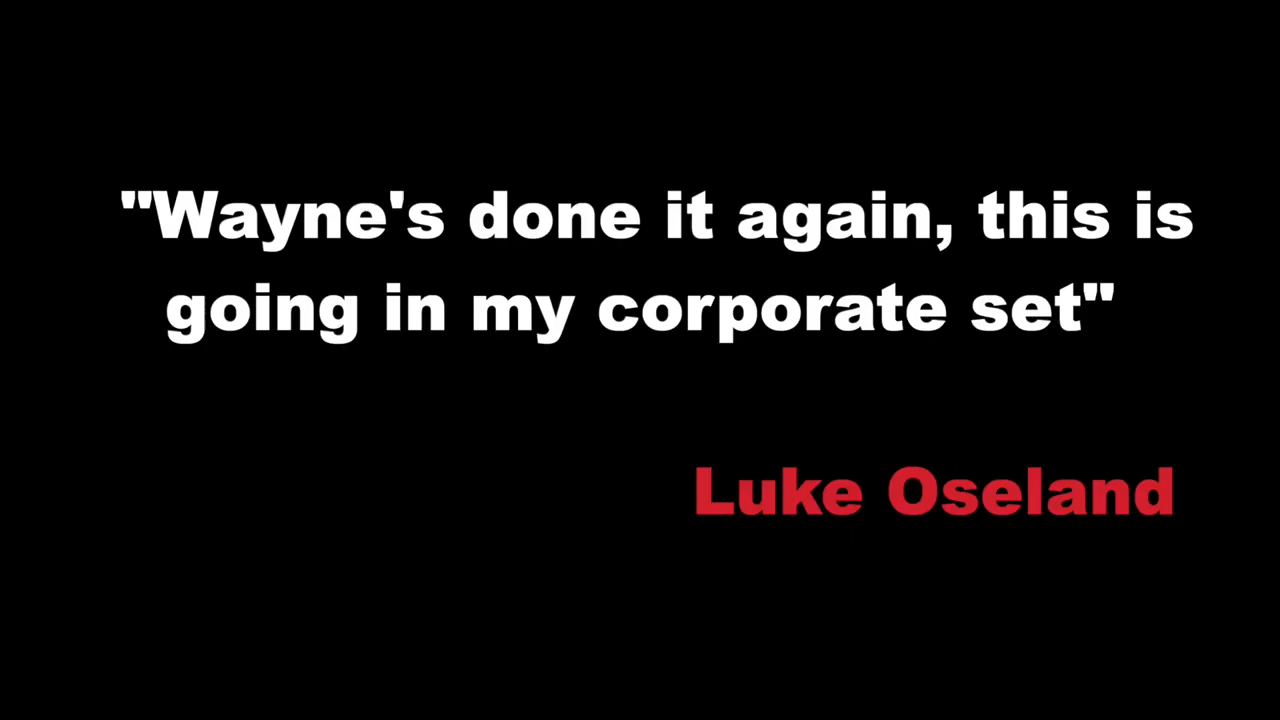 "Wayne's done it again, this is
going in my corporate set"
Luke Oseland